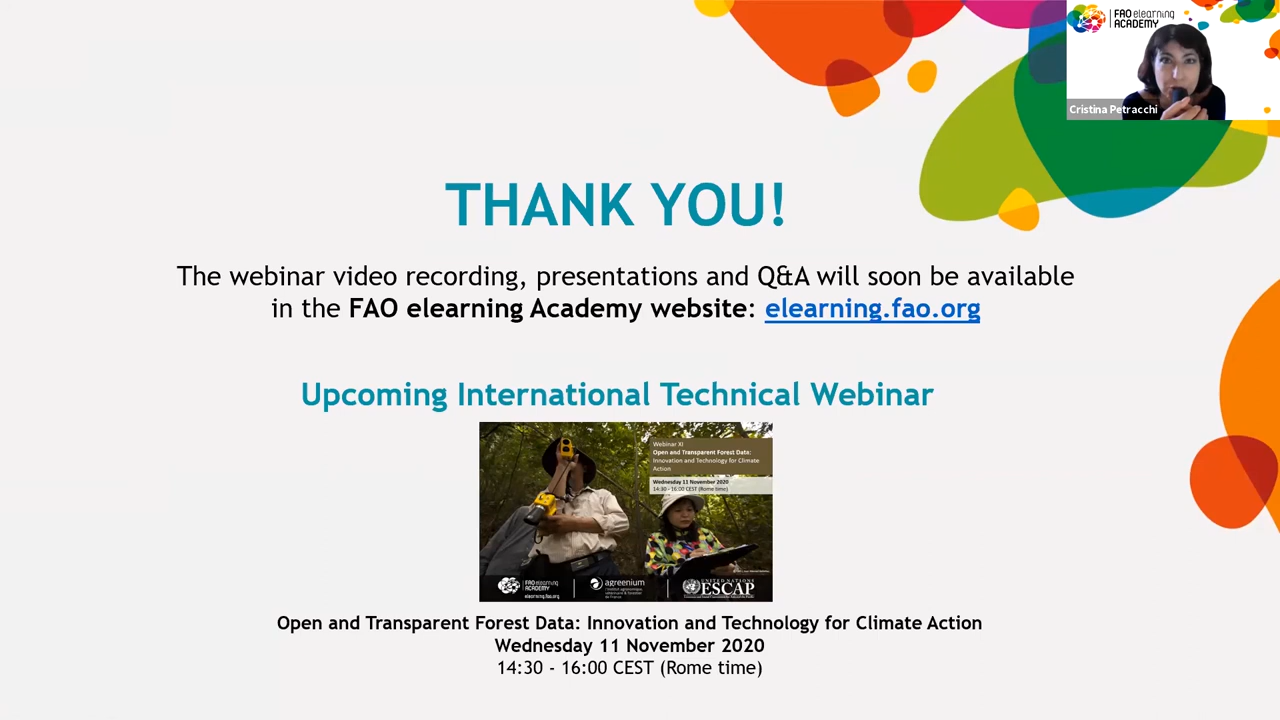 FAO elearning
ACADEMY
Cristina Petracchi
THANK YOU!
The webinar video recording, presentations and Q&A will soon be available
in the FAO elearning Academy website: elearning.fao.org
Upcoming International Technical Webinar
Webinar XI
Open and Transparent Forest Data:
Innovation and Technology for Climate
Action
Wednesday 11 November 2020
14:30 - 16:00 CEST (Rome time)
FAO elearning
ACADEMY
elearning.fao.org
agreenium
UNITED NATIONS
ESCAP
Open and Transparent Forest Data: Innovation and Technology for Climate Action
Wednesday 11 November 2020
14:30 - 16:00 CEST (Rome time)